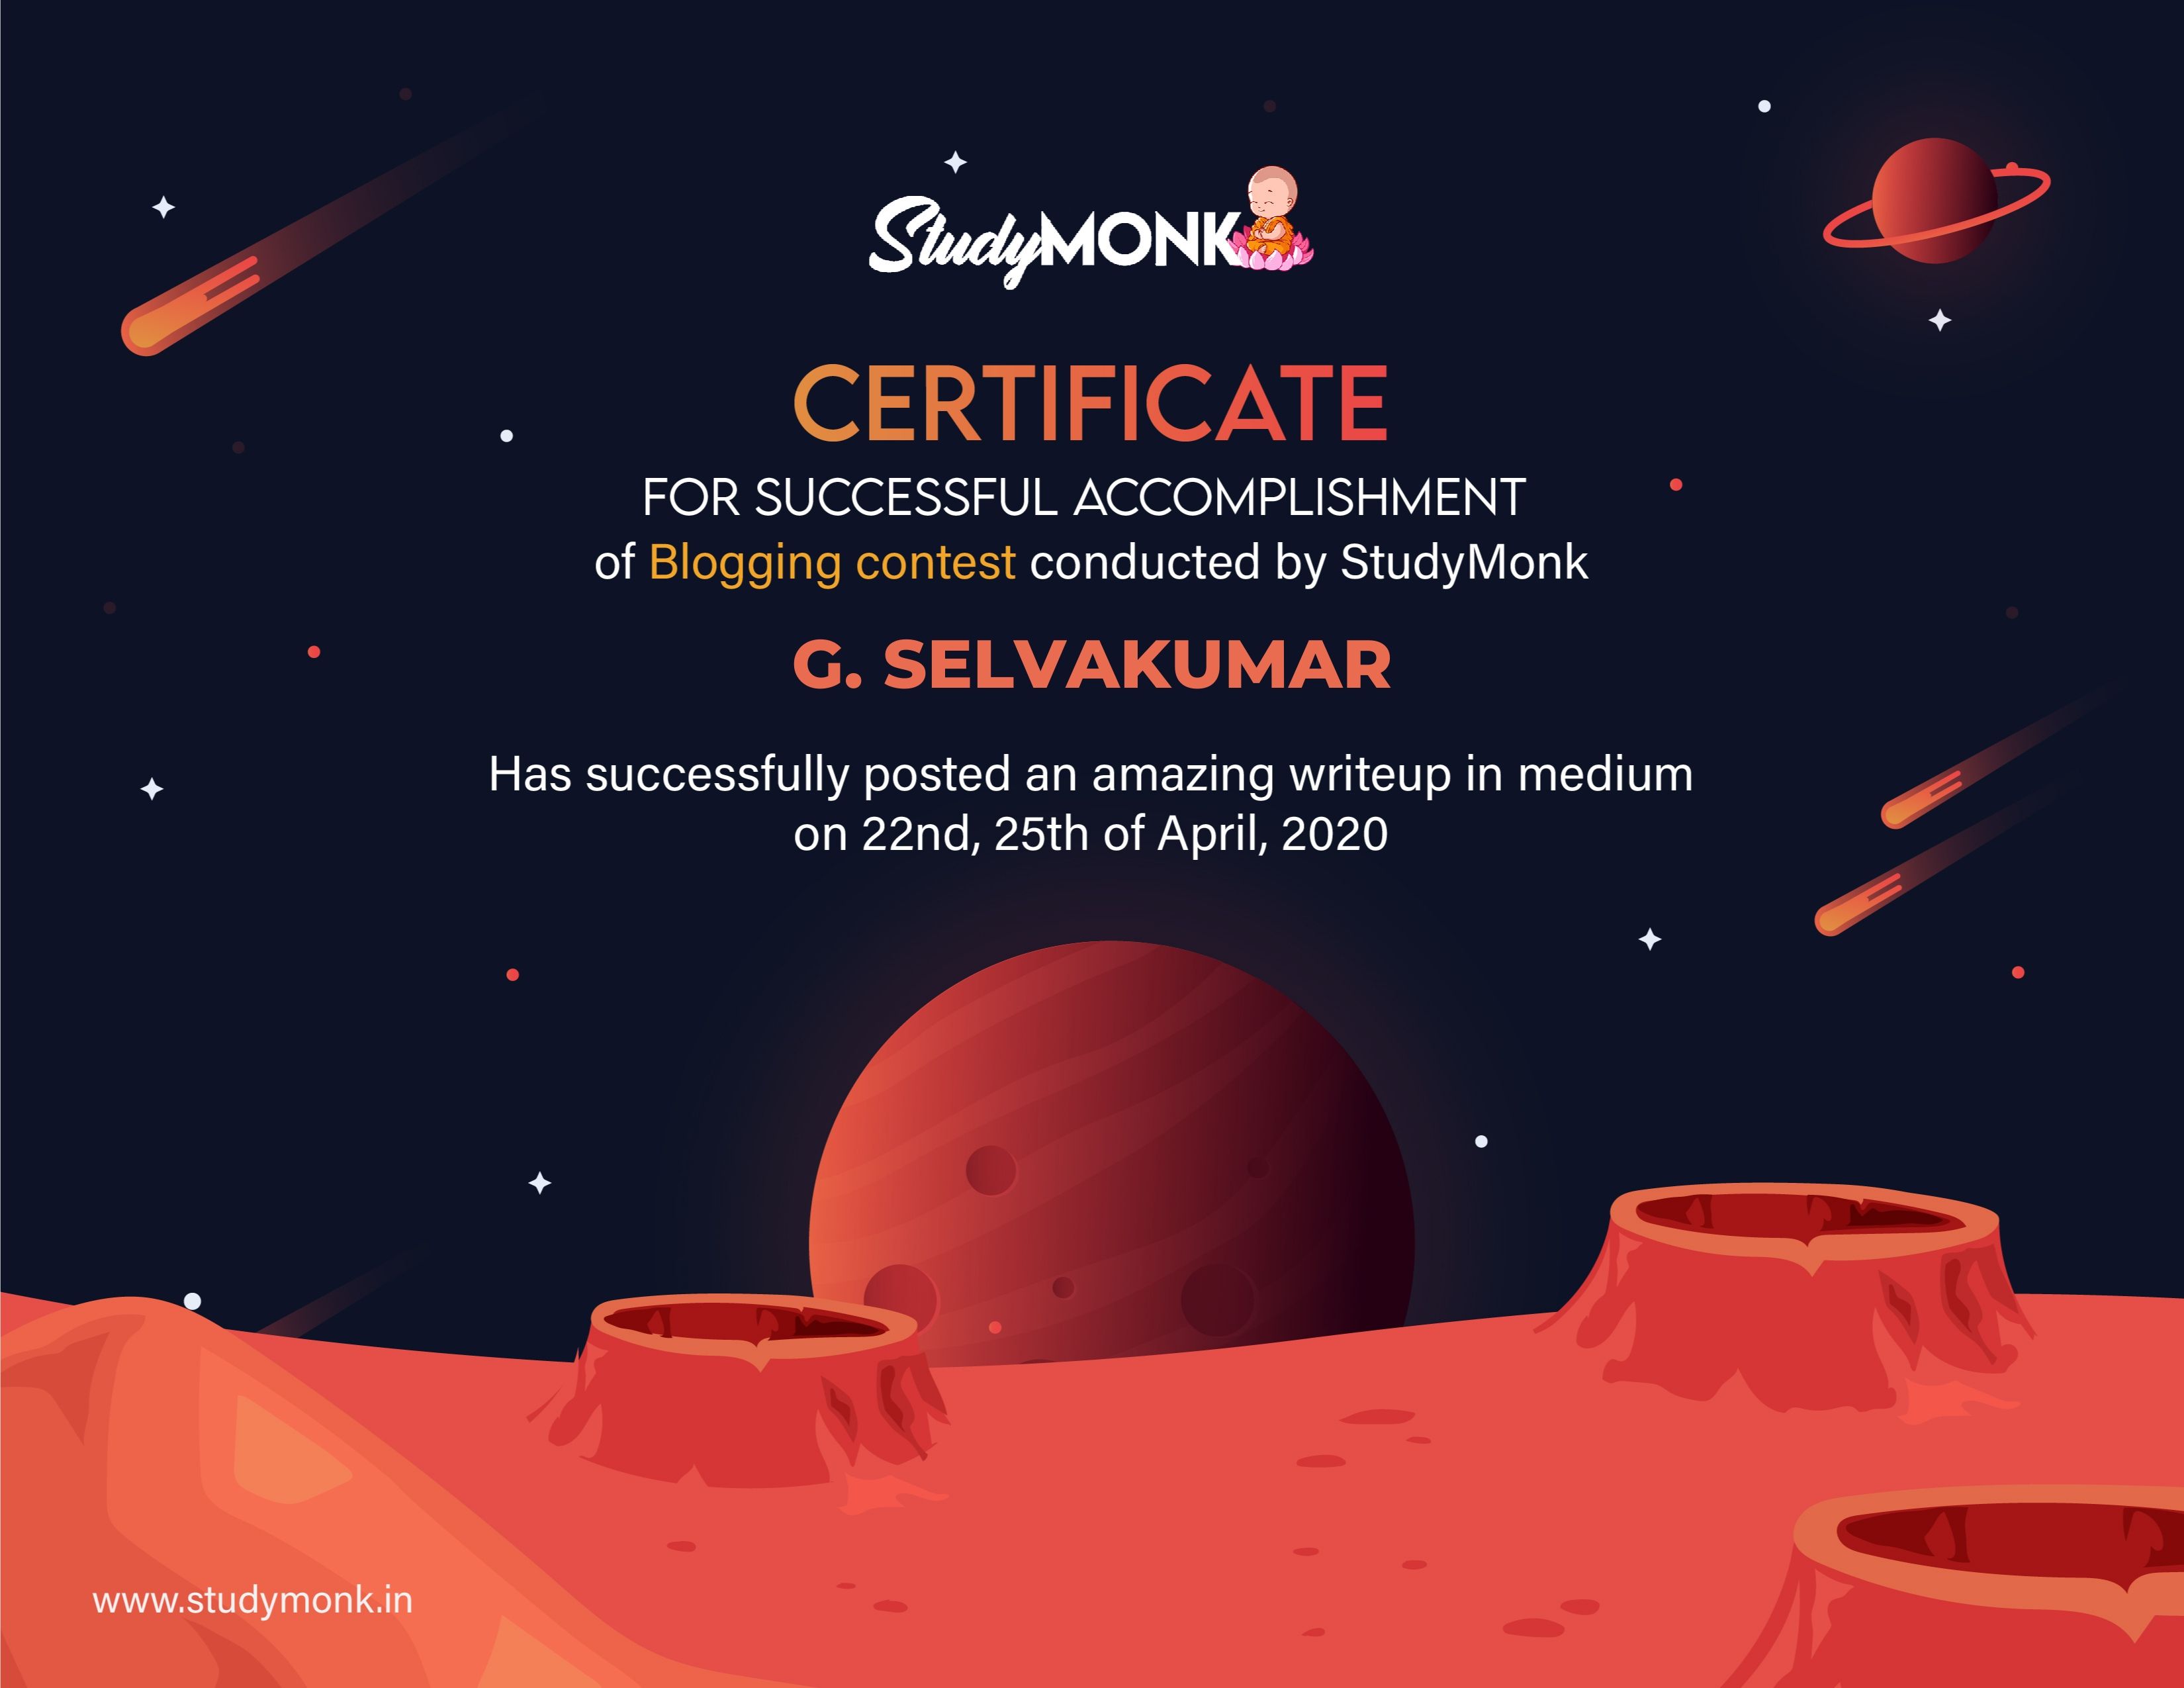 StudyMONK
CERTIFICATE
FOR SUCCESSFUL ACCOMPLISHMENT
of Blogging contest conducted by StudyMonk
G. SELVAKUMAR
Has successfully posted an amazing writeup in medium
on 22nd, 25th of April, 2020
www.studymonk.in